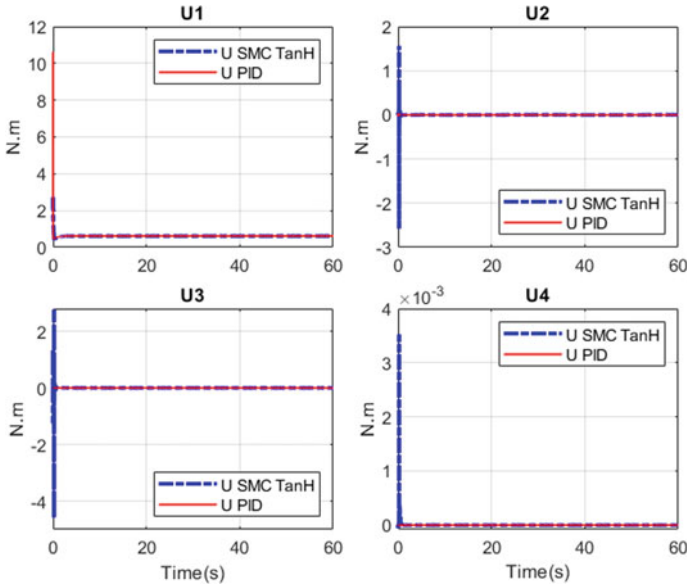 U1
12
10
8
6
4
2
0
N.m
U SMC TanH
U PID
0 20 40 60
U2
2
1
0
-1
-2
-3
N.m
U SMC TanH
U PID
0 20 40 60
U3
2
0
-2
-4
N.m
U SMC TanH
U PID
0 20 40 60
Time(s)
U4
×10-3
4
3
2
1
0
N.m
U SMC TanH
U PID
0 20 40 60
Time(s)